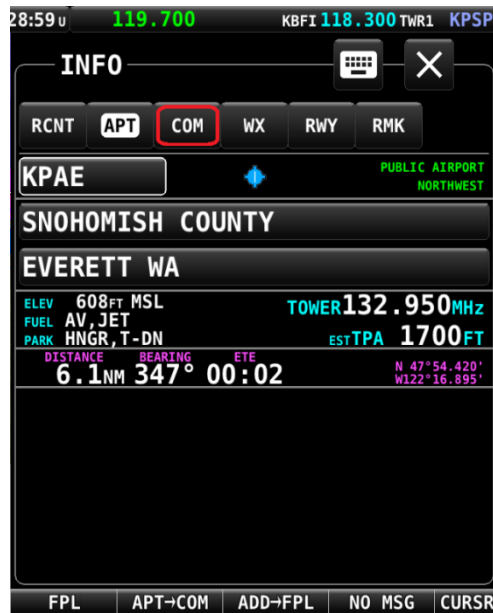 28:59U 119.700 KBFI 118.300 TWR1 KPSP
INFO
RCNT APT COM WX RWY RMK
KPAE PUBLIC AIRPORT
NORTHWEST
SNOHOMISH COUNTY
EVERETT WA
ELEV 608FT MSL TOWER 132.950MHz
FUEL AV,JET
PARK HNGR,T-DN EST TPA 1700FT
DISTANCE BEARING ETE
6.1NM 347° 00:02 N 47°54.420'
W122°16.895'
FPL APT→COM ADD→FPL NO MSG CURSR